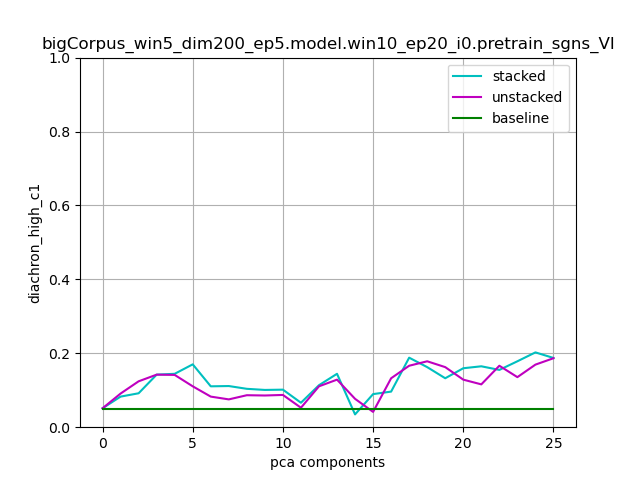 bigCorpus_win5_dim200_ep5.model.win10_ep20_i0.pretrain_sgns_VI
stacked
unstacked
baseline
diachron_high_c1
1.0
0.8
0.6
0.4
0.2
0.0
0 5 10 15 20 25
pca components